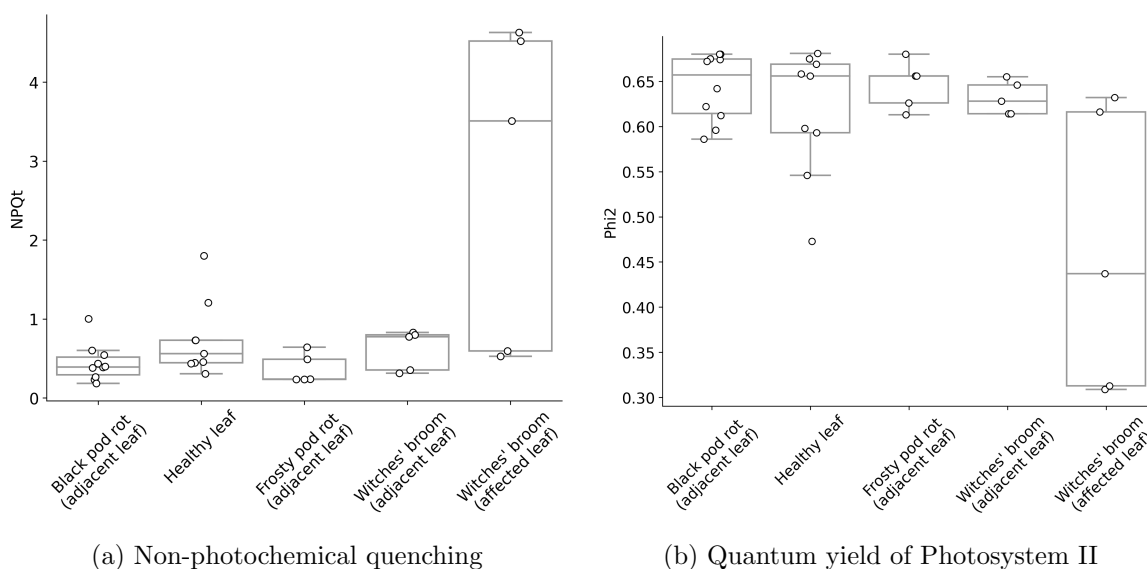 4
3
2
1
0
NPQt
Black pod rot
(adjacent leaf)
Healthy leaf
Frosty pod rot
(adjacent leaf)
Witches' broom
(adjacent leaf)
Witches' broom
(affected leaf)
(a) Non-photochemical quenching
0.65
0.60
0.55
0.50
0.45
0.40
0.35
0.30
Phi2
Black pod rot
(adjacent leaf)
Healthy leaf
Frosty pod rot
(adjacent leaf)
Witches' broom
(adjacent leaf)
Witches' broom
(affected leaf)
(b) Quantum yield of Photosystem II